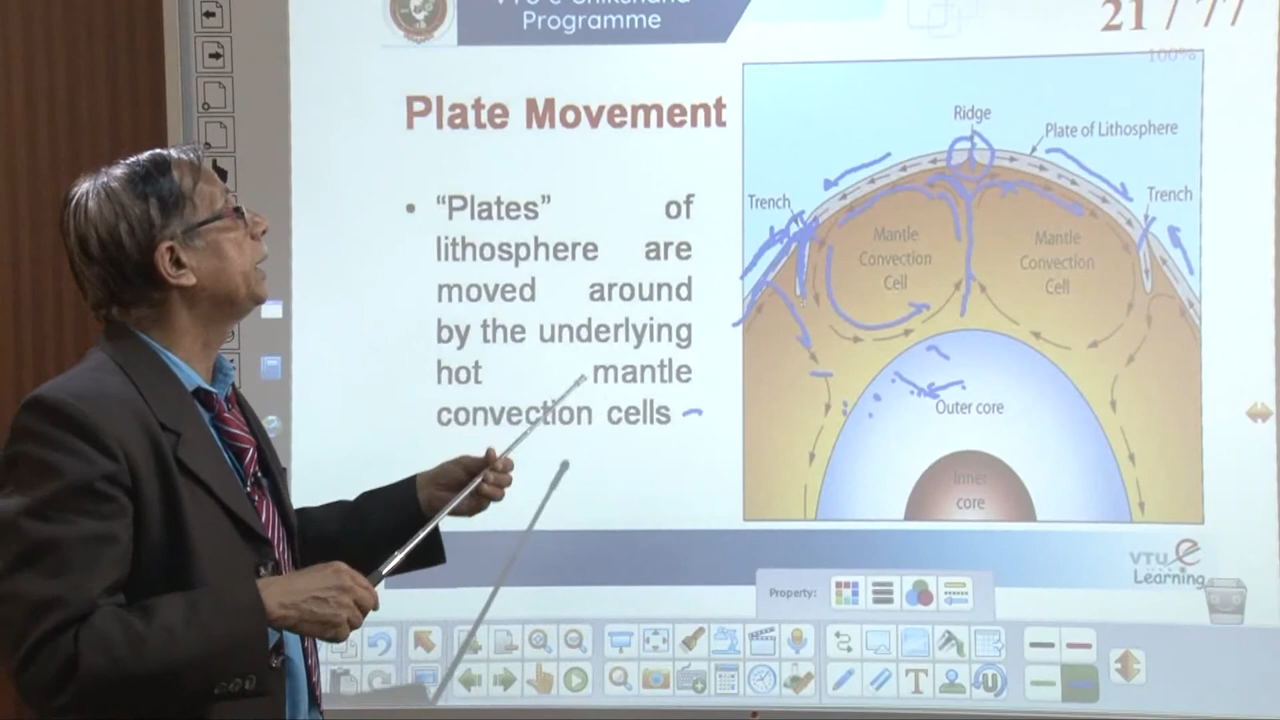 VTU e-Shikshana
Programme
21 / 77
100%
Plate Movement
• “Plates” of
lithosphere are
moved around
by the underlying
hot mantle
convection cells
Ridge
Plate of Lithosphere
Trench
Trench
Mantle
Convection
Cell
Mantle
Convection
Cell
Outer core
Inner
core
VTU e
Learning
Property: